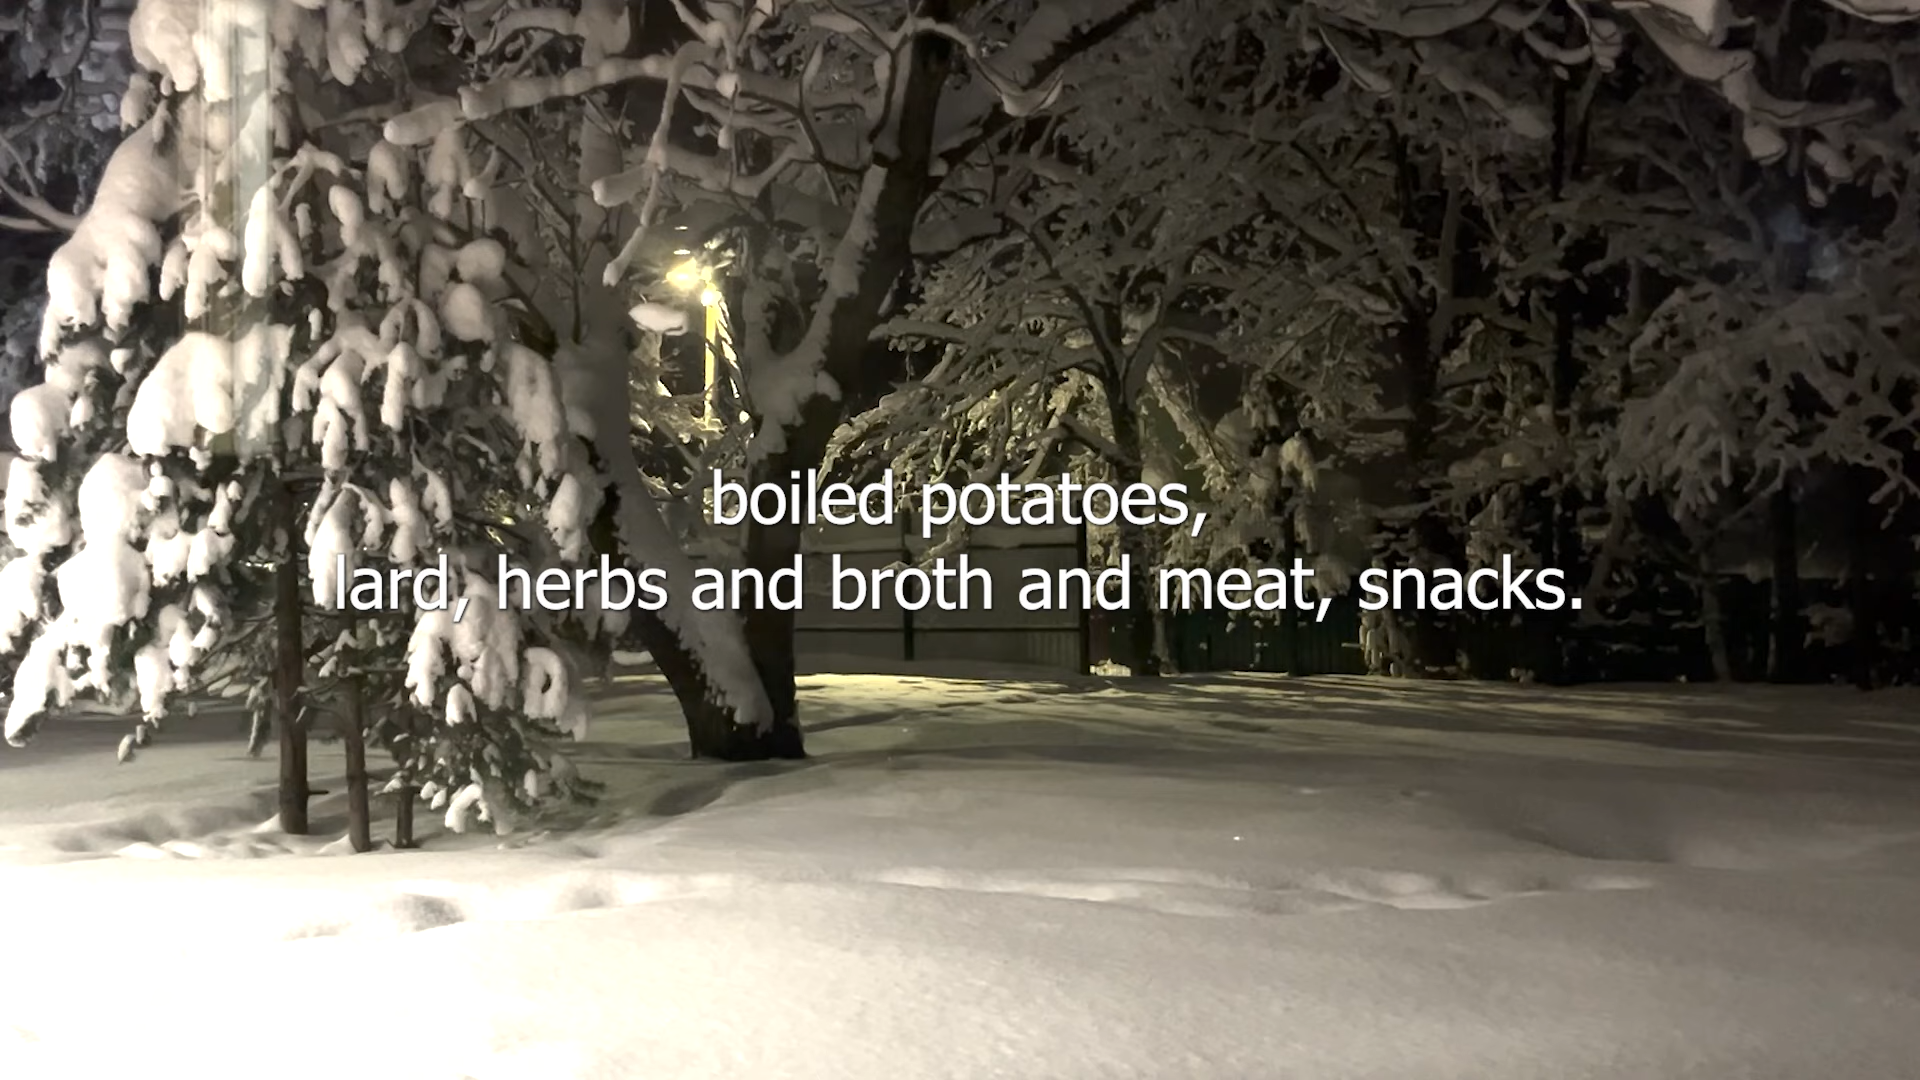 boiled potatoes,
lard, herbs and broth and meat, snacks.